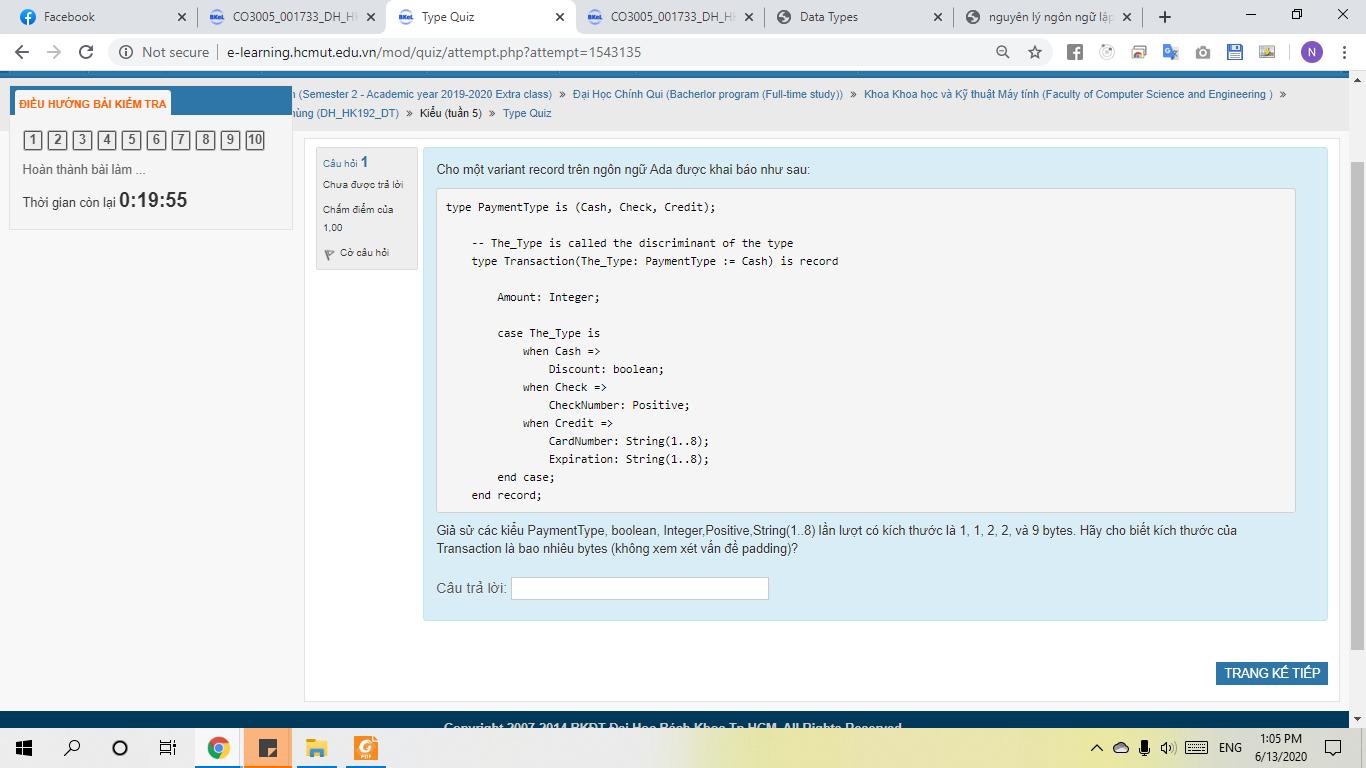 Facebook
CO3005_001733_DH_HK
Type Quiz
CO3005_001733_DH_HK
Data Types
nguyên lý ngôn ngữ lập
Not secure | e-learning.hcmut.edu.vn/mod/quiz/attempt.php?attempt=1543135
N
ĐIỀU HƯỚNG BÀI KIỂM TRA
1 2 3 4 5 6 7 8 9 10
Hoàn thành bài làm ...
Thời gian còn lại 0:19:55
n (Semester 2 - Academic year 2019-2020 Extra class) » Đại Học Chính Qui (Bacherlor program (Full-time study)) » Khoa Khoa học và Kỹ thuật Máy tính (Faculty of Computer Science and Engineering ) »
hùng (DH_HK192_DT) » Kiểu (tuần 5) » Type Quiz
Câu hỏi 1
Chưa được trả lời
Chấm điểm của
1,00
Cờ câu hỏi
Cho một variant record trên ngôn ngữ Ada được khai báo như sau:
type PaymentType is (Cash, Check, Credit);
-- The_Type is called the discriminant of the type
type Transaction(The_Type: PaymentType := Cash) is record
Amount: Integer;
case The_Type is
when Cash =>
Discount: boolean;
when Check =>
CheckNumber: Positive;
when Credit =>
CardNumber: String(1..8);
Expiration: String(1..8);
end case;
end record;
Giả sử các kiểu PaymentType, boolean, Integer,Positive,String(1..8) lần lượt có kích thước là 1, 1, 2, 2, và 9 bytes. Hãy cho biết kích thước của
Transaction là bao nhiêu bytes (không xem xét vấn đề padding)?
Câu trả lời:
TRANG KẾ TIẾP
Copyright 2007-2014 BKĐT-Đại Học Bách Khoa Tp.HCM. All Rights Reserved
PDF
ENG
1:05 PM
6/13/2020